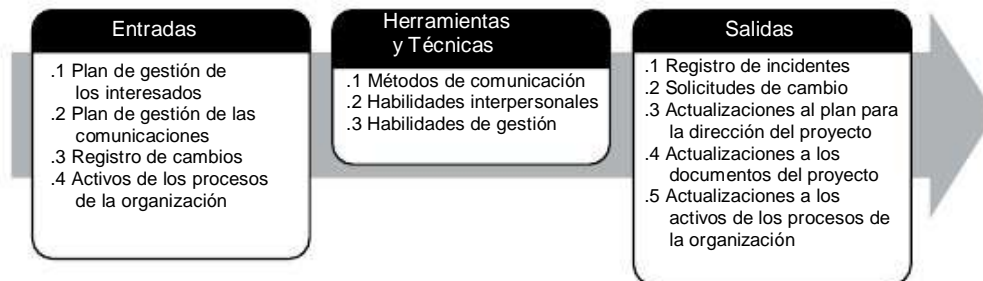 Entradas
.1 Plan de gestión de
los interesados
.2 Plan de gestión de las
comunicaciones
.3 Registro de cambios
.4 Activos de los procesos
de la organización
Herramientas
y Técnicas
.1 Métodos de comunicación
.2 Habilidades interpersonales
.3 Habilidades de gestión
Salidas
.1 Registro de incidentes
.2 Solicitudes de cambio
.3 Actualizaciones al plan para
la dirección del proyecto
.4 Actualizaciones a los
documentos del proyecto
.5 Actualizaciones a los
activos de los procesos de
la organización